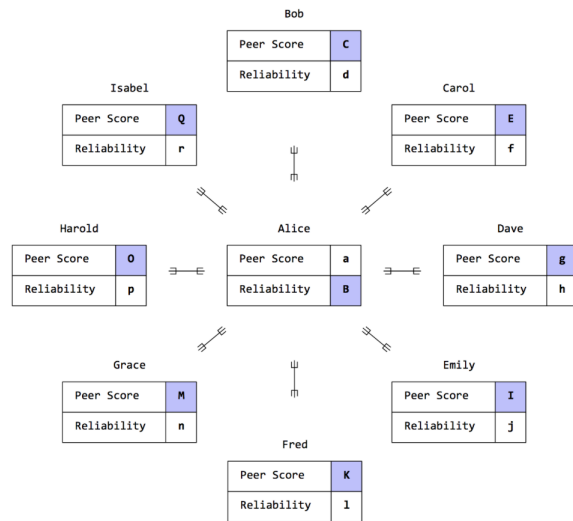 Bob
Peer Score C
Reliability d
Isabel
Peer Score Q
Reliability r
Carol
Peer Score E
Reliability f
Harold
Peer Score O
Reliability p
Alice
Peer Score a
Reliability B
Dave
Peer Score g
Reliability h
Grace
Peer Score M
Reliability n
Emily
Peer Score I
Reliability j
Fred
Peer Score K
Reliability l